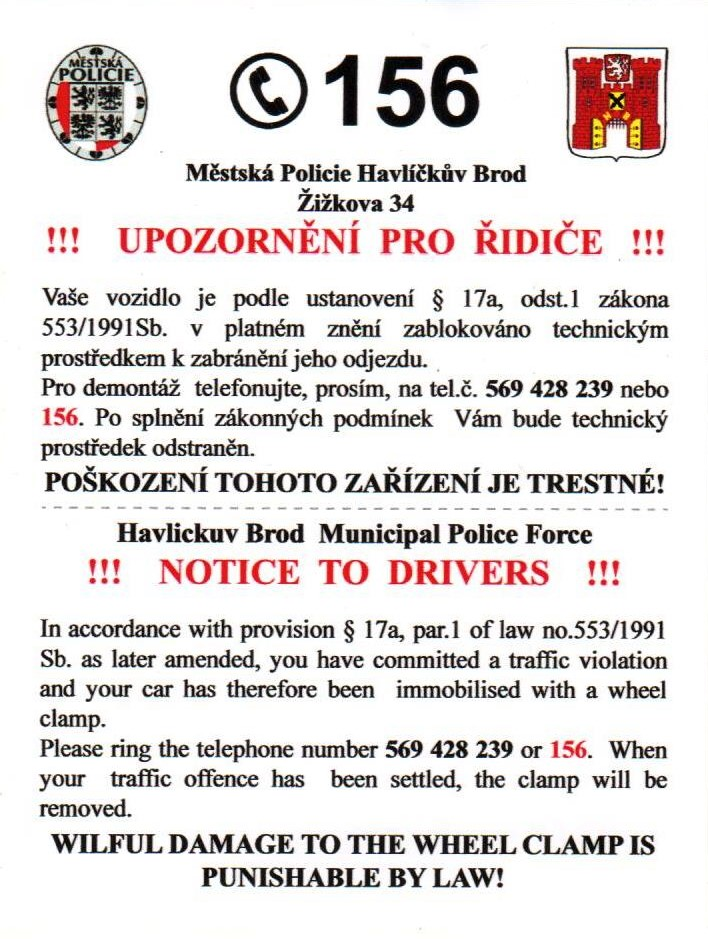 MĚSTSKÁ
POLICIE
156
Městská Policie Havlíčkův Brod
Žižkova 34
!!! UPOZORNĚNÍ PRO ŘIDIČE !!!
Vaše vozidlo je podle ustanovení § 17a, odst.1 zákona
553/1991Sb. v platném znění zablokováno technickým
prostředkem k zabránění jeho odjezdu.
Pro demontáž telefonujte, prosím, na tel.č. 569 428 239 nebo
156. Po splnění zákonných podmínek Vám bude technický
prostředek odstraněn.
POŠKOZENÍ TOHOTO ZAŘÍZENÍ JE TRESTNÉ!
Havlickuv Brod Municipal Police Force
!!! NOTICE TO DRIVERS !!!
In accordance with provision § 17a, par.1 of law no.553/1991
Sb. as later amended, you have committed a traffic violation
and your car has therefore been immobilised with a wheel
clamp.
Please ring the telephone number 569 428 239 or 156. When
your traffic offence has been settled, the clamp will be
removed.
WILFUL DAMAGE TO THE WHEEL CLAMP IS
PUNISHABLE BY LAW!